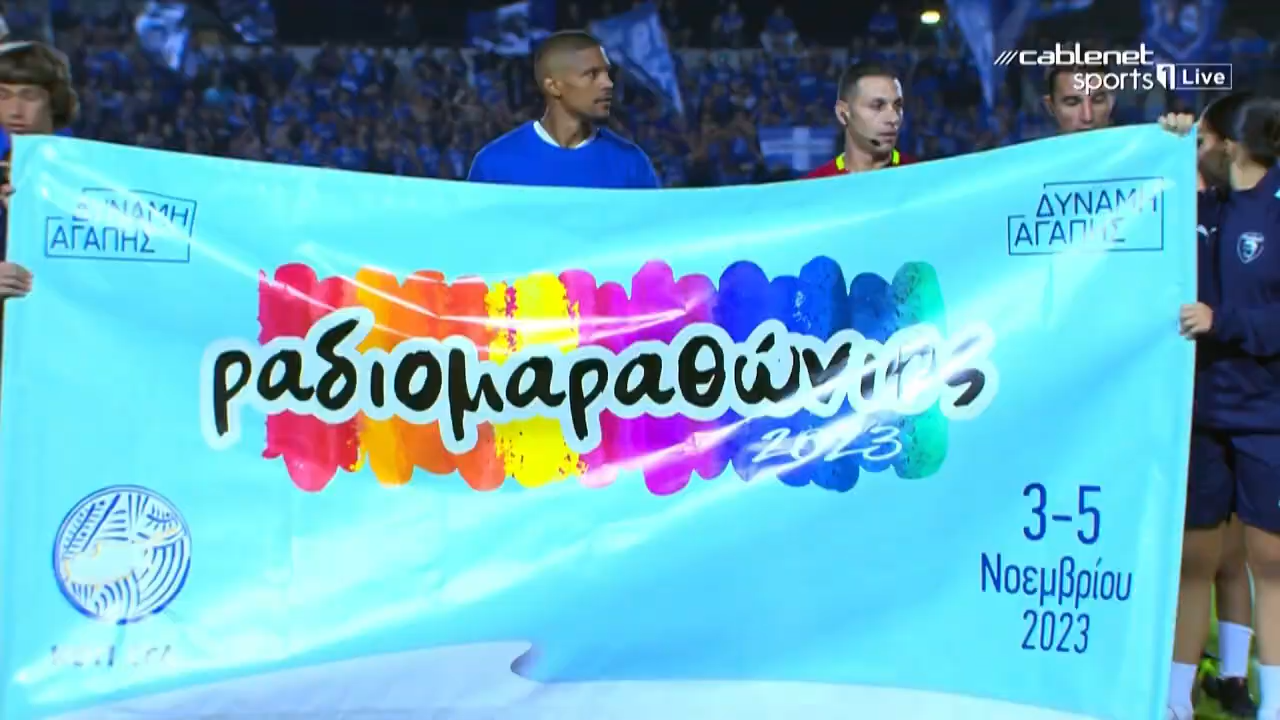 cablenet
sports 1 Live
ΔΥΝΑΜΗ
ΑΓΑΠΗΣ
ΔΥΝΑΜΗ
ΑΓΑΠΗΣ
ραδιομαραθώνιος
2023
3-5
Νοεμβρίου
2023